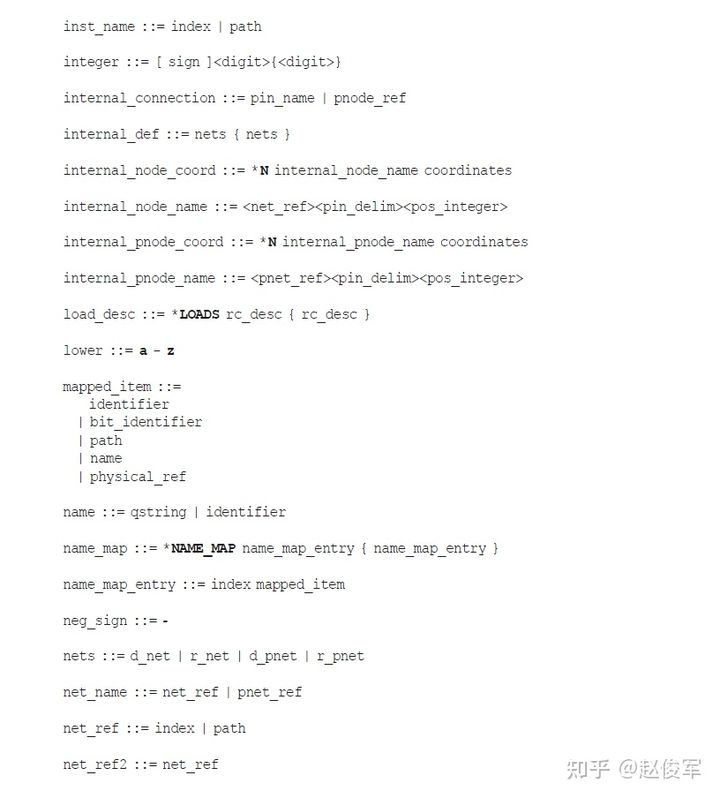 inst_name ::= index | path
integer ::= [ sign ]<digit>{<digit>}
internal_connection ::= pin_name | pnode_ref
internal_def ::= nets { nets }
internal_node_coord ::= *N internal_node_name coordinates
internal_node_name ::= <net_ref><pin_delim><pos_integer>
internal_pnode_coord ::= *N internal_pnode_name coordinates
internal_pnode_name ::= <pnet_ref><pin_delim><pos_integer>
load_desc ::= *LOADS rc_desc { rc_desc }
lower ::= a - z
mapped_item ::=
identifier
| bit_identifier
| path
| name
| physical_ref
name ::= qstring | identifier
name_map ::= *NAME_MAP name_map_entry { name_map_entry }
name_map_entry ::= index mapped_item
neg_sign ::= -
nets ::= d_net | r_net | d_pnet | r_pnet
net_name ::= net_ref | pnet_ref
net_ref ::= index | path
net_ref2 ::= net_ref
知乎 @赵俊军